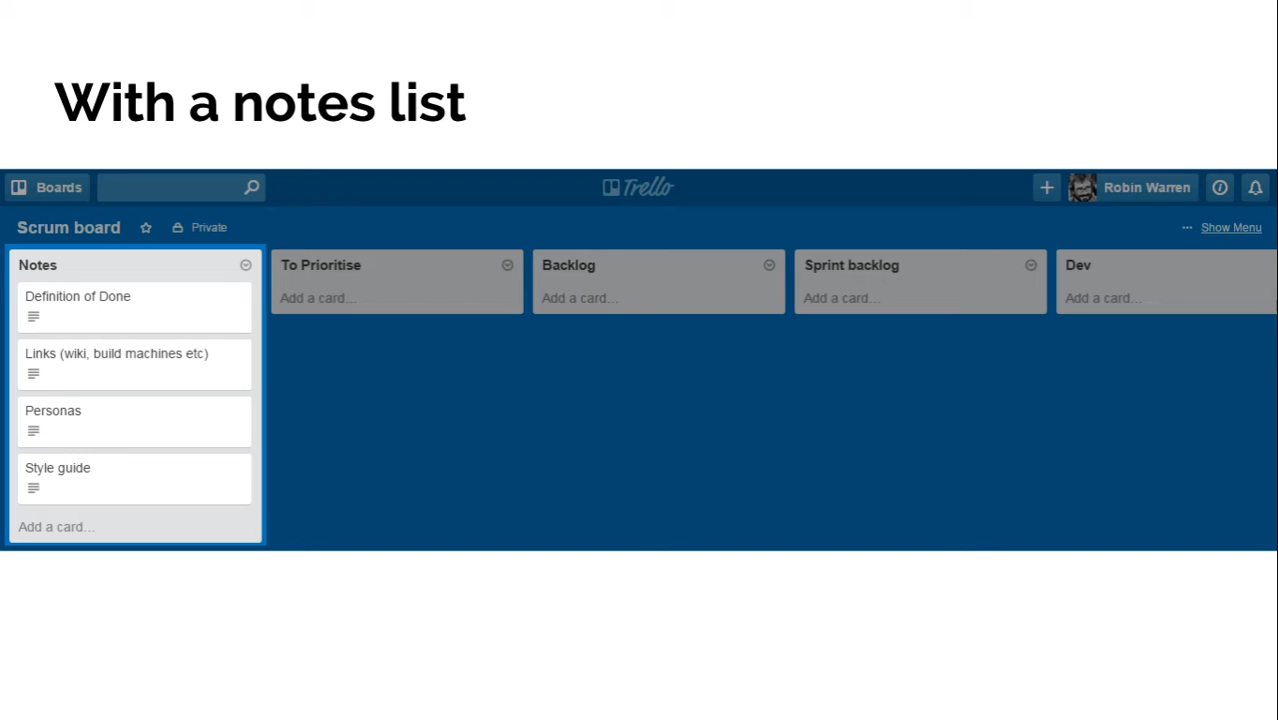 With a notes list
Boards
Trello
Robin Warren
Scrum board
Private
... Show Menu
Notes
Definition of Done
Links (wiki, build machines etc)
Personas
Style guide
Add a card...
To Prioritise
Add a card...
Backlog
Add a card...
Sprint backlog
Add a card...
Dev
Add a card...